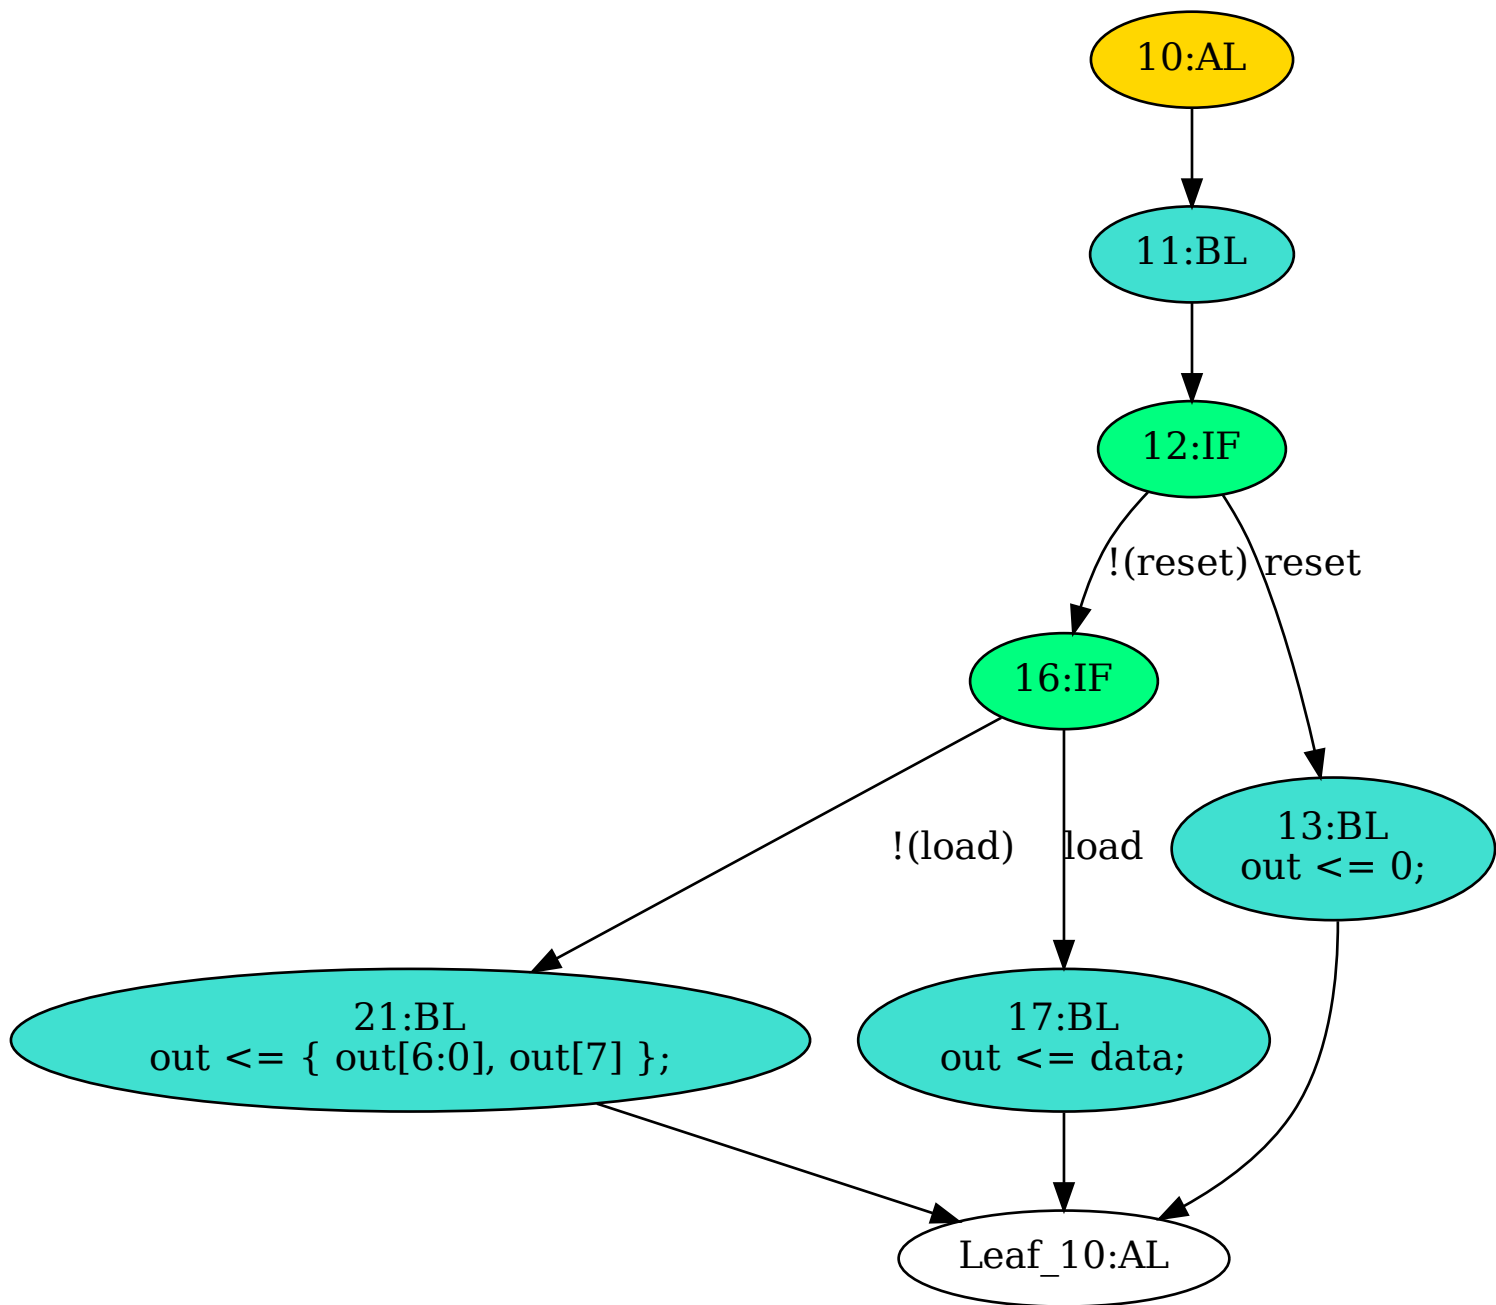 10:AL
11:BL
12:IF
!(reset)
reset
16:IF
!(load)
load
13:BL
out <= 0;
21:BL
out <= { out[6:0], out[7] };
17:BL
out <= data;
Leaf_10:AL